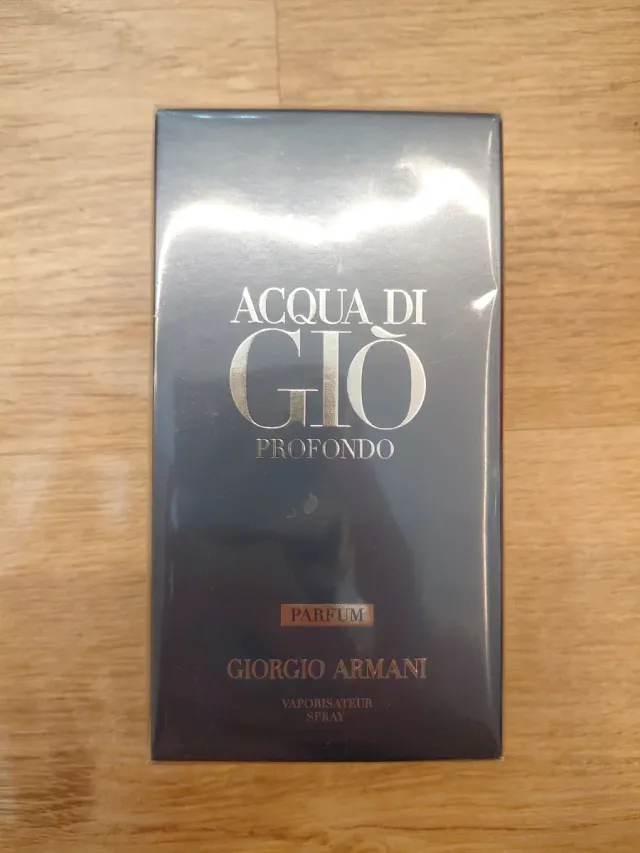 ACQUA DI
GIÒ
PROFONDO
PARFUM
GIORGIO ARMANI
VAPORISATEUR
SPRAY